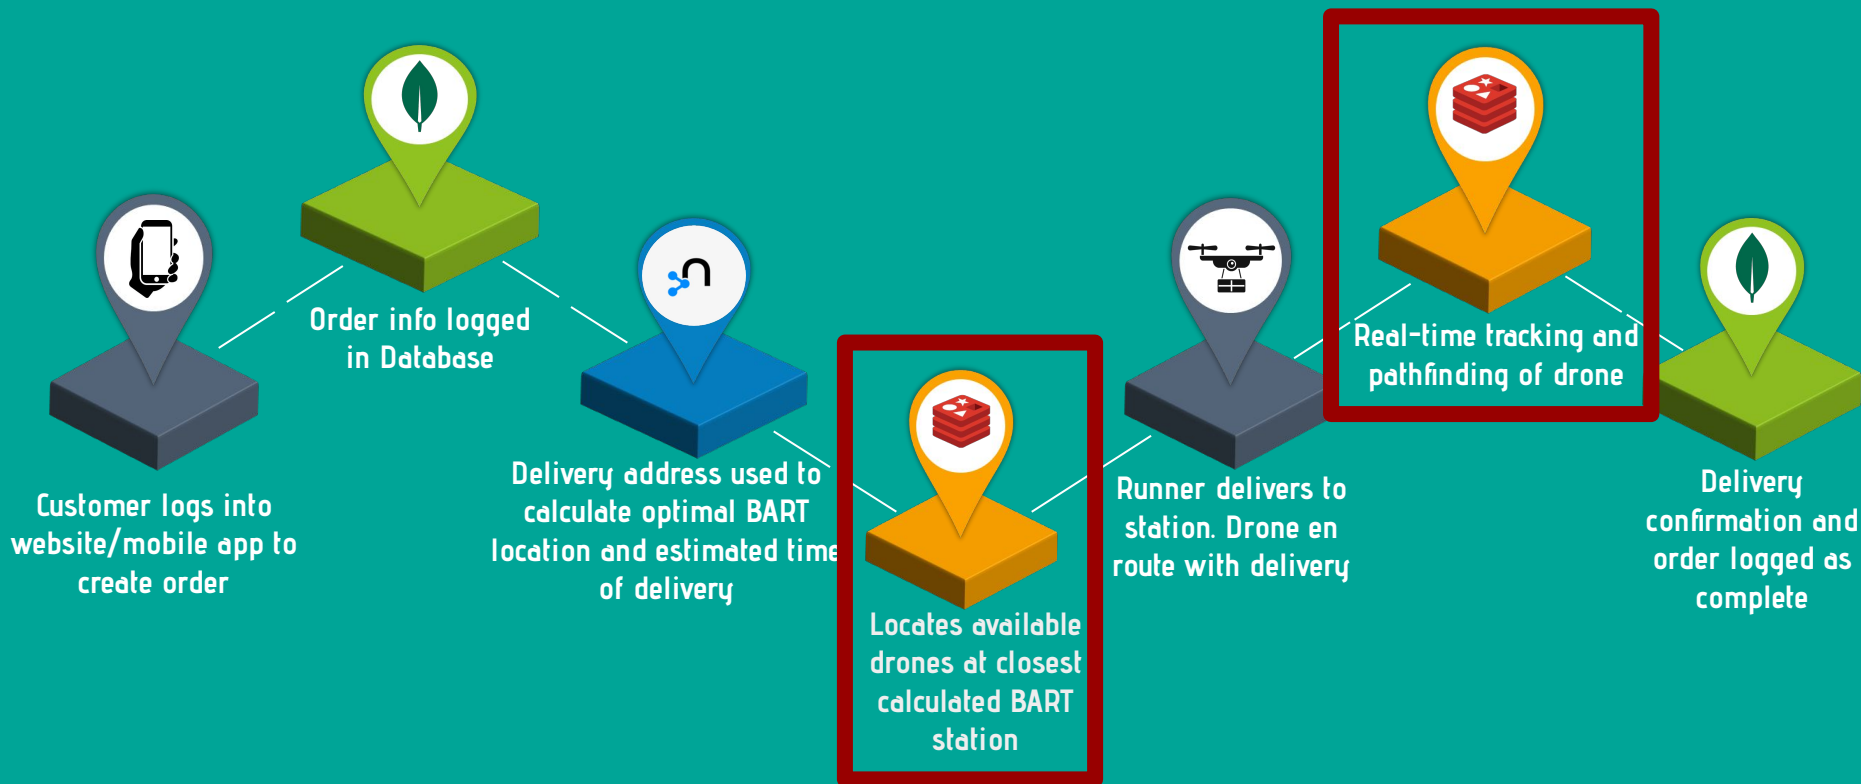 Customer logs into
website/mobile app to
create order
Order info logged
in Database
Delivery address used to
calculate optimal BART
location and estimated time
of delivery
Locates available
drones at closest
calculated BART
station
Runner delivers to
station. Drone en
route with delivery
Real-time tracking and
pathfinding of drone
Delivery
confirmation and
order logged as
complete